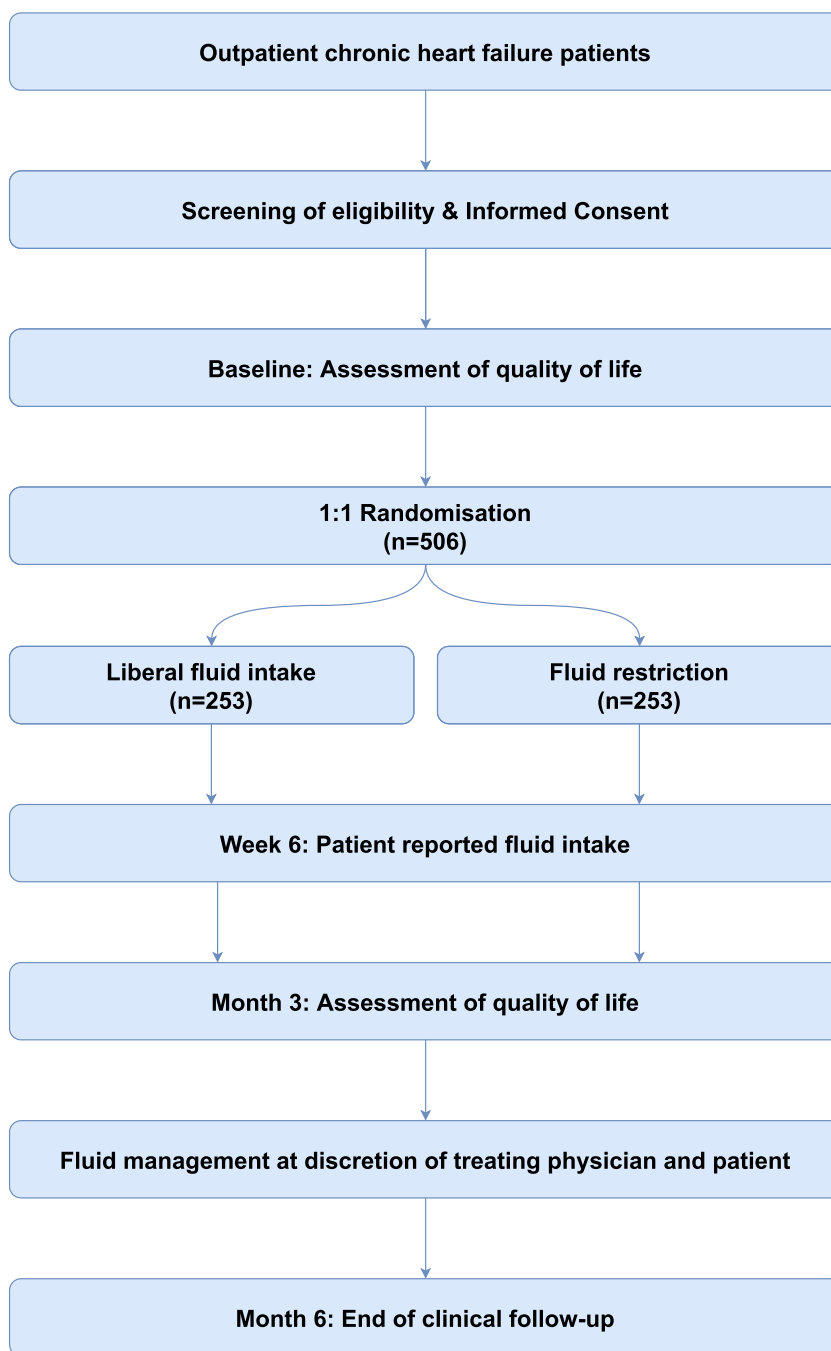 Outpatient chronic heart failure patients
Screening of eligibility & Informed Consent
Baseline: Assessment of quality of life
1:1 Randomisation
(n=506)
Liberal fluid intake
(n=253)
Fluid restriction
(n=253)
Week 6: Patient reported fluid intake
Month 3: Assessment of quality of life
Fluid management at discretion of treating physician and patient
Month 6: End of clinical follow-up